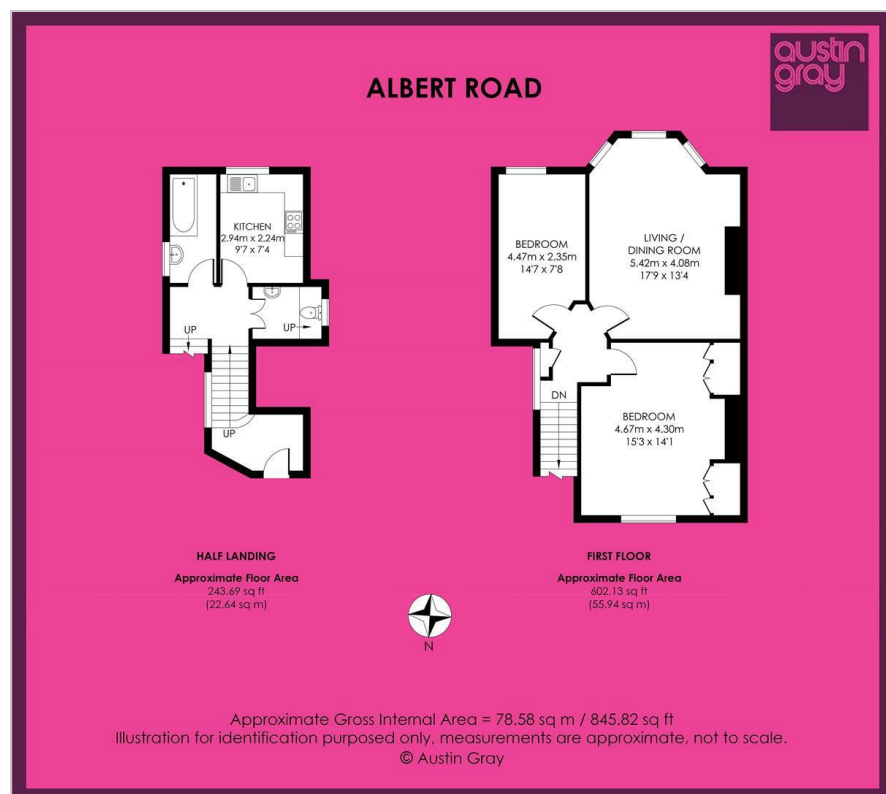 austin
gray
ALBERT ROAD
KITCHEN
2.94m x 2.24m
9'7 x 7'4
UP
UP
UP
BEDROOM
4.47m x 2.35m
14'7 x 7'8
LIVING /
DINING ROOM
5.42m x 4.08m
17'9 x 13'4
DN
BEDROOM
4.67m x 4.30m
15'3 x 14'1
HALF LANDING
Approximate Floor Area
243.69 sq ft
(22.64 sq m)
FIRST FLOOR
Approximate Floor Area
602.13 sq ft
(55.94 sq m)
N
Approximate Gross Internal Area = 78.58 sq m / 845.82 sq ft
Illustration for identification purposed only, measurements are approximate, not to scale.
© Austin Gray